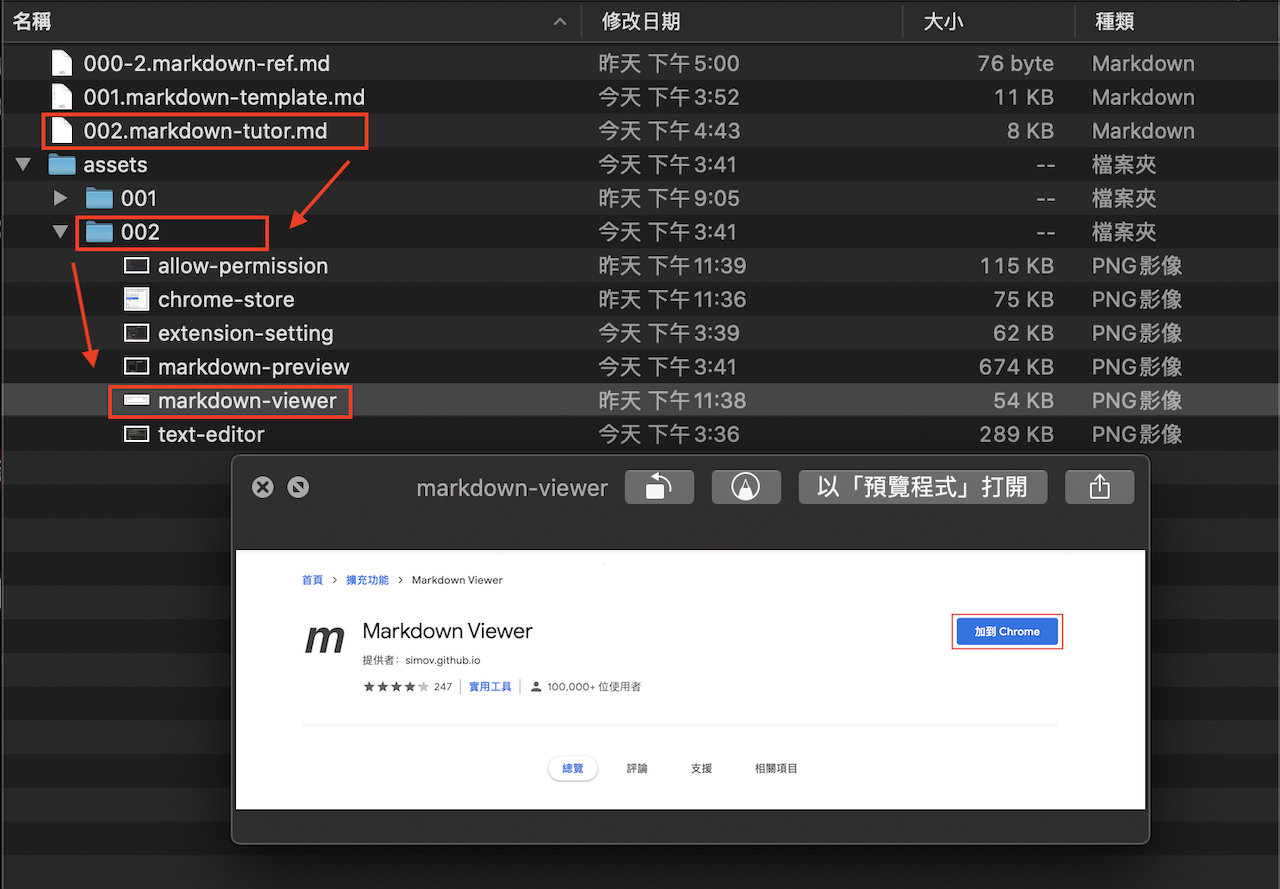 名稱 修改日期 大小 種類
000-2.markdown-ref.md 昨天 下午5:00 76 byte Markdown
001.markdown-template.md 今天 下午3:52 11 KB Markdown
002.markdown-tutor.md 今天 下午4:43 8 KB Markdown
assets 今天 下午3:41 -- 檔案夾
001 昨天 下午9:05 -- 檔案夾
002 今天 下午3:41 -- 檔案夾
allow-permission 昨天 下午11:39 115 KB PNG影像
chrome-store 昨天 下午11:36 75 KB PNG影像
extension-setting 今天 下午3:39 62 KB PNG影像
markdown-preview 今天 下午3:41 674 KB PNG影像
markdown-viewer 昨天 下午11:38 54 KB PNG影像
text-editor 今天 下午3:36 289 KB PNG影像
markdown-viewer 以「預覽程式」打開
首頁 > 擴充功能 > Markdown Viewer
m Markdown Viewer 加到 Chrome
提供者： simov.github.io
★★★★★ 247 | 實用工具 | 100,000+ 位使用者
總覽 評論 支援 相關項目